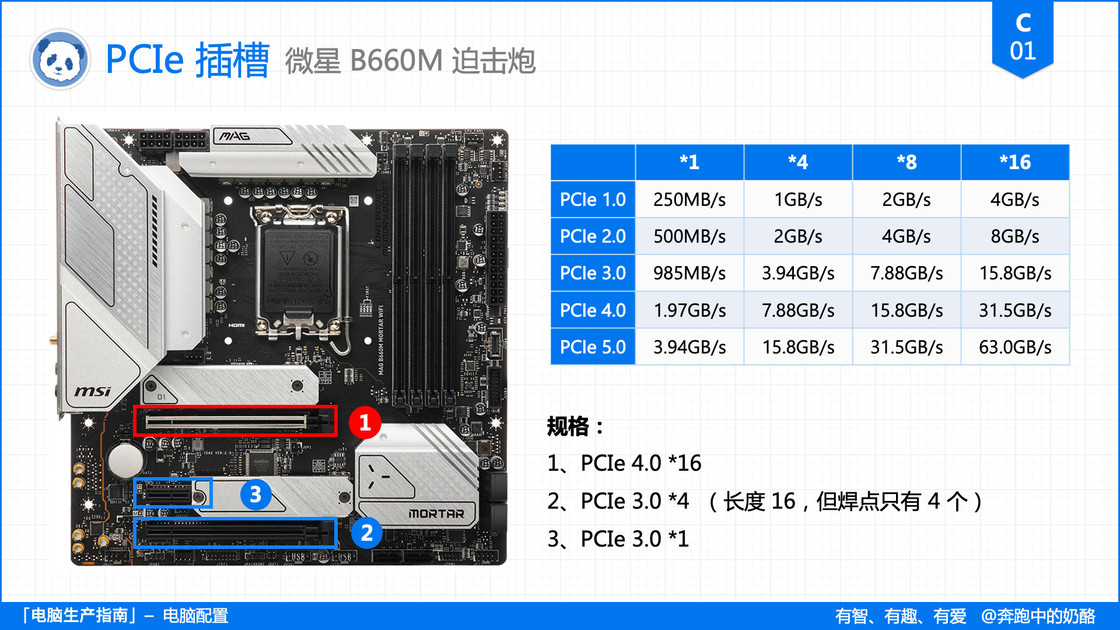 PCIe 插槽 微星 B660M 迫击炮
C
01
MAG
HDMI
MAG B660M MORTAR WIFI
msi
01
1
3
2
MORTAR
USB
USB
*1 *4 *8 *16
PCIe 1.0 250MB/s 1GB/s 2GB/s 4GB/s
PCIe 2.0 500MB/s 2GB/s 4GB/s 8GB/s
PCIe 3.0 985MB/s 3.94GB/s 7.88GB/s 15.8GB/s
PCIe 4.0 1.97GB/s 7.88GB/s 15.8GB/s 31.5GB/s
PCIe 5.0 3.94GB/s 15.8GB/s 31.5GB/s 63.0GB/s
规格：
1、PCIe 4.0 *16
2、PCIe 3.0 *4 （ 长度 16，但焊点只有 4 个 ）
3、PCIe 3.0 *1
「电脑生产指南」– 电脑配置
有智、有趣、有爱 @奔跑中的奶酪